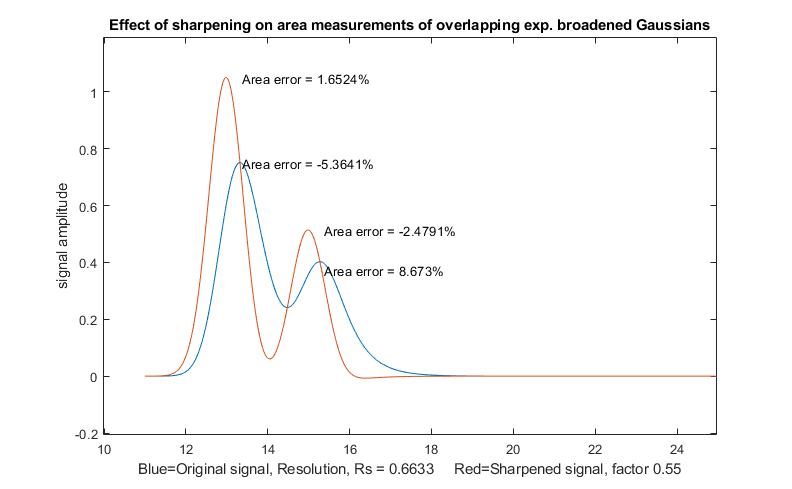 Effect of sharpening on area measurements of overlapping exp. broadened Gaussians
Area error = 1.6524%
Area error = -5.3641%
Area error = -2.4791%
Area error = 8.673%
signal amplitude
1
0.8
0.6
0.4
0.2
0
-0.2
10 12 14 16 18 20 22 24
Blue=Original signal, Resolution, Rs = 0.6633 Red=Sharpened signal, factor 0.55